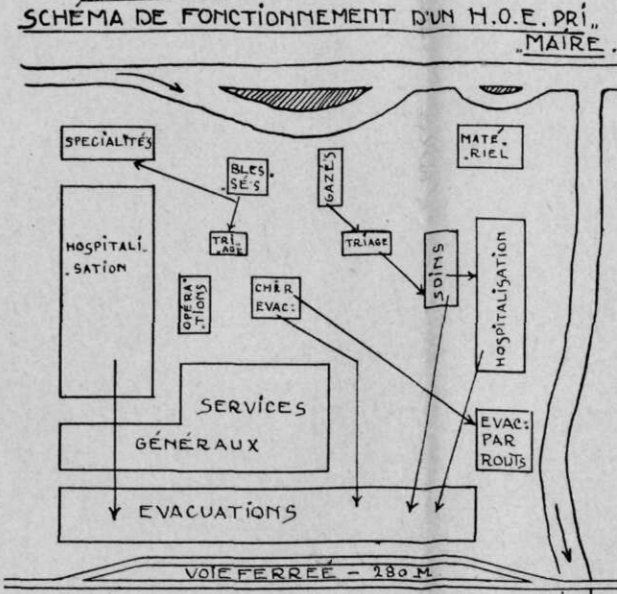 SCHÉMA DE FONCTIONNEMENT D'UN H.O.E. PRI„
„MAIRE.
SPECIALITÉS
BLES
SÉS.
GAZÉS
MATÉ.
.RIEL
HOSPITALI.
.SATION
TRI.
.AGE
TRIAGE
SOINS
HOSPITALISATION
OPÉRA
.TIONS
CHIR
EVAC:
SERVICES
GÉNÉRAUX
EVAC:
PAR
ROUTS
EVACUATIONS
VOIE FERREÉ - 280 M